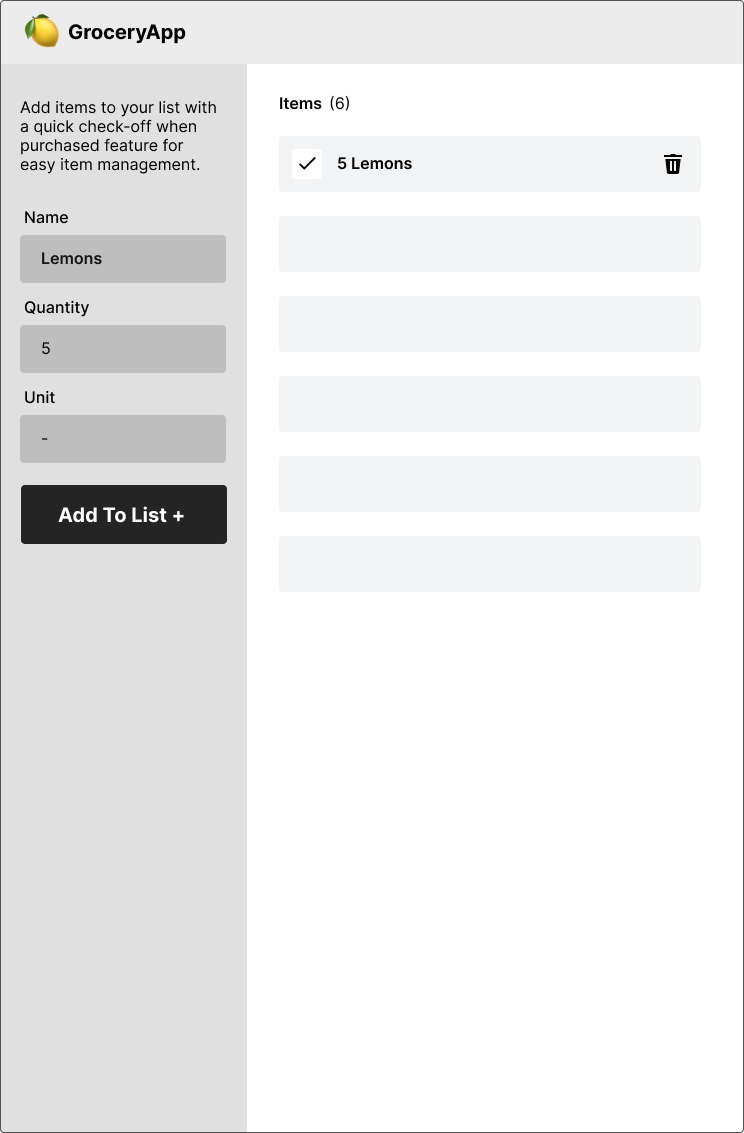 GroceryApp
Add items to your list with
a quick check-off when
purchased feature for
easy item management.
Name
Lemons
Quantity
5
Unit
-
Add To List +
Items (6)
5 Lemons